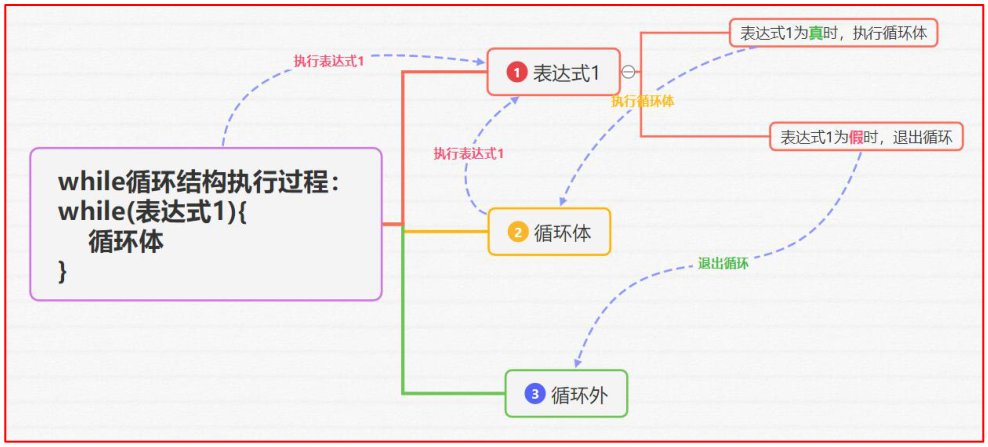 while循环结构执行过程：
while(表达式1){
循环体
}
执行表达式1
1 表达式1
表达式1为真时，执行循环体
执行循环体
表达式1为假时，退出循环
执行表达式1
2 循环体
退出循环
3 循环外